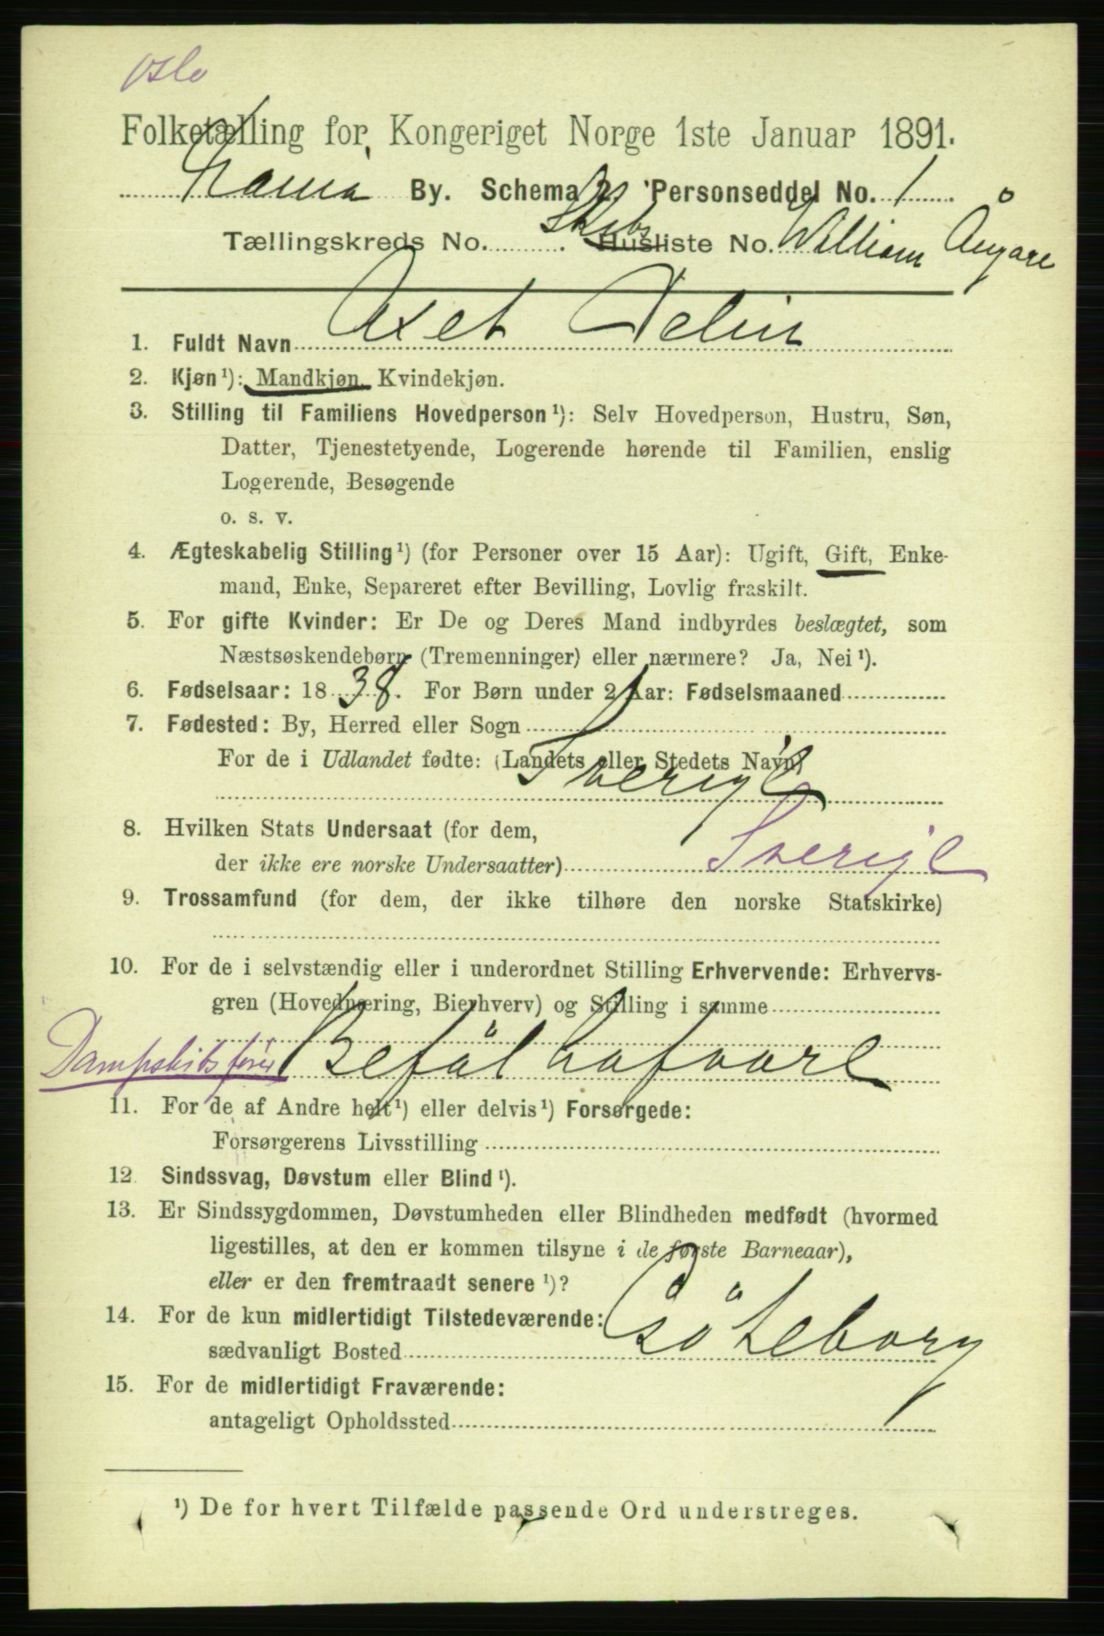 Oslo
Folketælling for Kongeriget Norge 1ste Januar 1891.
By. Schema Personseddel No. 1
Tællingskreds No. Skibs Husliste No. William Ångare
1. Fuldt Navn Axel Delin
2. Kjøn¹): Mandkjøn, Kvindekjøn.
3. Stilling til Familiens Hovedperson¹): Selv Hovedperson, Hustru, Søn,
Datter, Tjenestetyende, Logerende hørende til Familien, enslig
Logerende, Besøgende
o. s. v.
4. Ægteskabelig Stilling¹) (for Personer over 15 Aar): Ugift, Gift, Enke-
mand, Enke, Separeret efter Bevilling, Lovlig fraskilt.
5. For gifte Kvinder: Er De og Deres Mand indbyrdes beslægtet, som
Næstsøskendebørn (Tremenninger) eller nærmere? Ja, Nei¹).
6. Fødselsaar: 1838. For Børn under 2 Aar: Fødselsmaaned
7. Fødested: By, Herred eller Sogn
For de i Udlandet fødte: (Landets eller Stedets Navn)
Sverige
8. Hvilken Stats Undersaat (for dem,
der ikke ere norske Undersaatter) Sverige
9. Trossamfund (for dem, der ikke tilhøre den norske Statskirke)
10. For de i selvstændig eller i underordnet Stilling Erhvervende: Erhvervs-
gren (Hovednæring, Bierhverv) og Stilling i samme
Dampskibsfører Befäl hafvare
11. For de af Andre helt¹) eller delvis¹) Forsørgede:
Forsørgerens Livsstilling
12. Sindssvag, Døvstum eller Blind¹).
13. Er Sindssygdommen, Døvstumheden eller Blindheden medfødt (hvormed
ligestilles, at den er kommen tilsyne i de første Barneaar),
eller er den fremtraadt senere¹)?
14. For de kun midlertidigt Tilstedeværende:
sædvanligt Bosted Göteborg
15. For de midlertidigt Fraværende:
antageligt Opholdssted
¹) De for hvert Tilfælde passende Ord understreges.